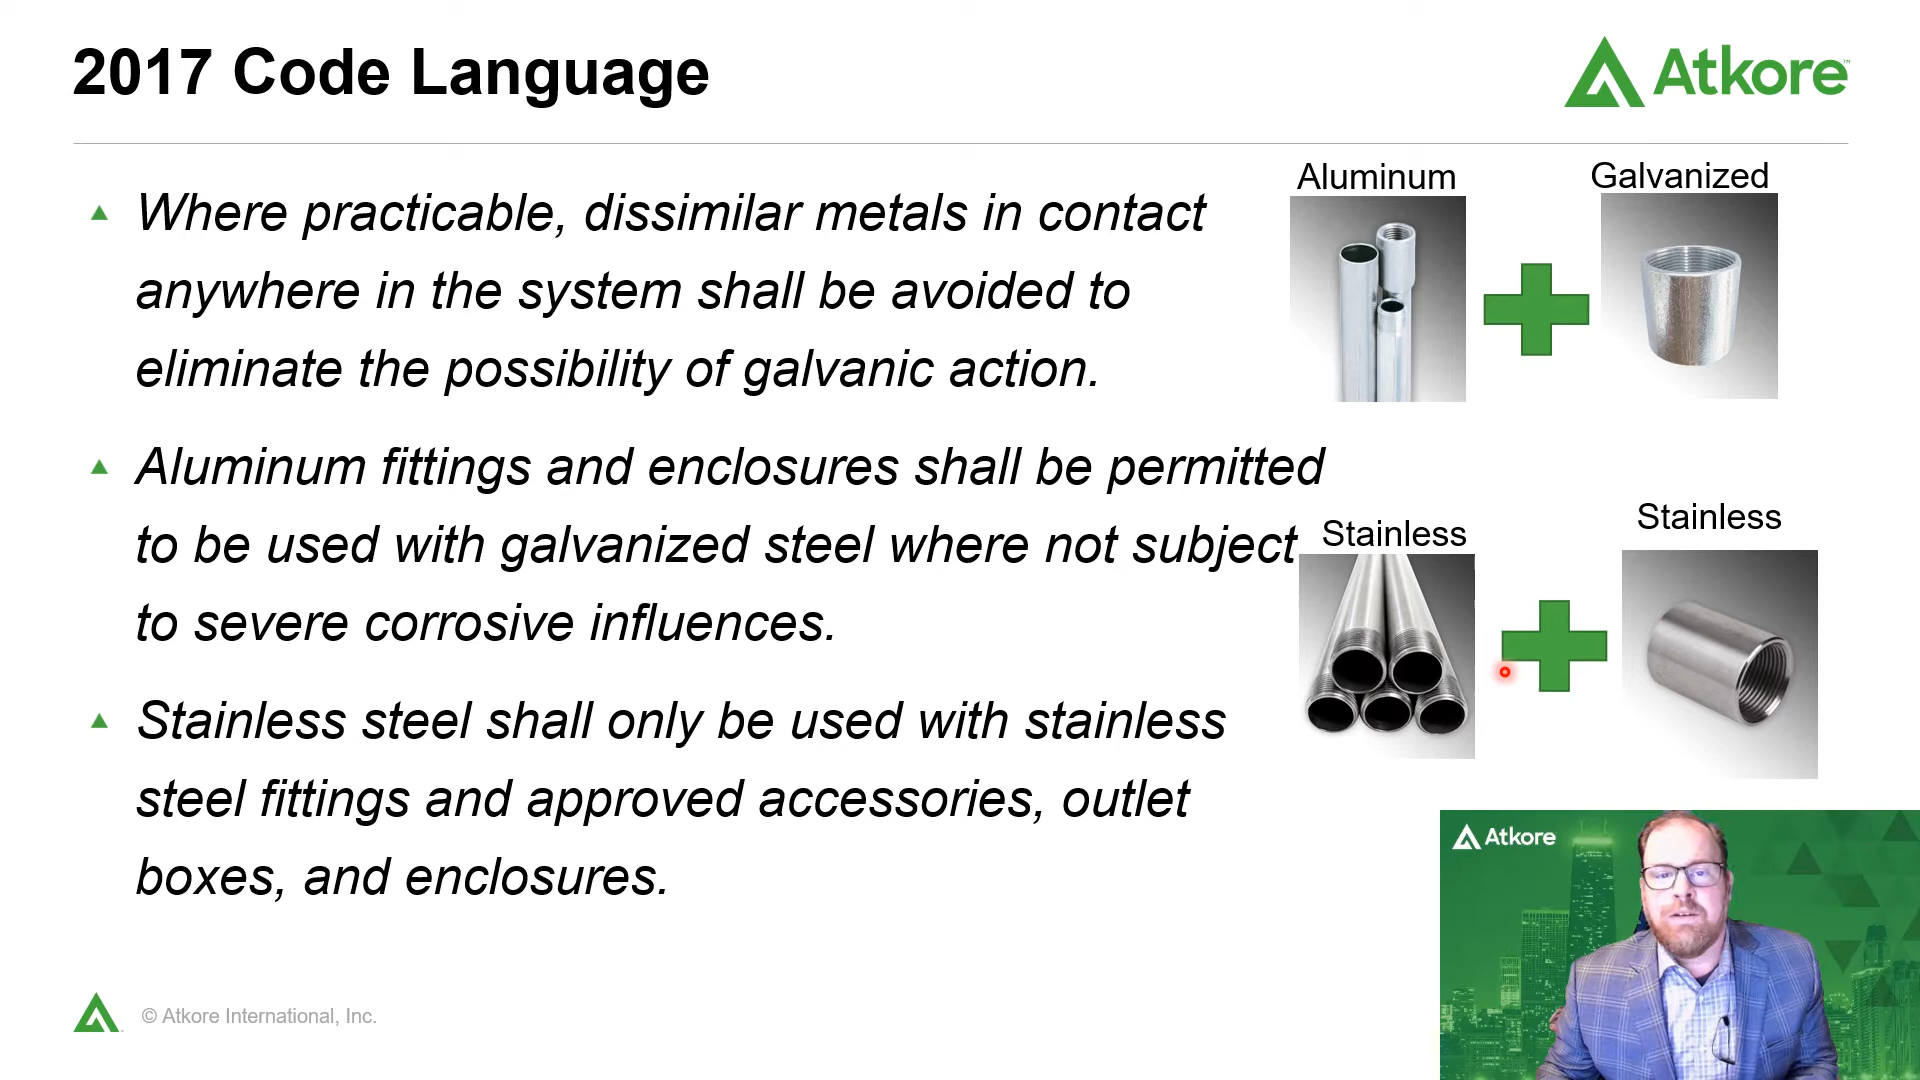 2017 Code Language
Atkore
Where practicable, dissimilar metals in contact
anywhere in the system shall be avoided to
eliminate the possibility of galvanic action.
Aluminum fittings and enclosures shall be permitted
to be used with galvanized steel where not subject
to severe corrosive influences.
Stainless steel shall only be used with stainless
steel fittings and approved accessories, outlet
boxes, and enclosures.
Aluminum
Galvanized
Stainless
Stainless
Atkore
© Atkore International, Inc.